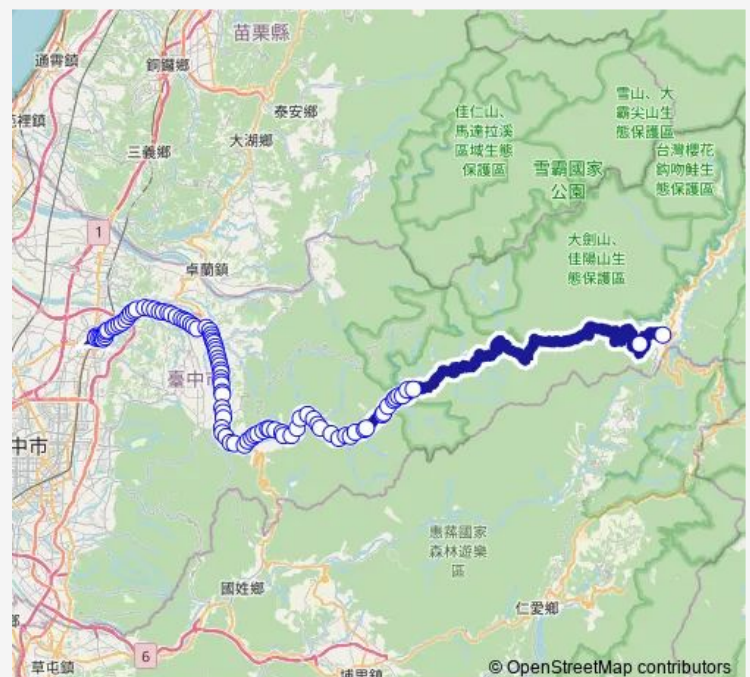 苗栗縣
通霄鎮
銅鑼鄉
泰安鄉
苑裡鎮
大湖鄉
三義鄉
佳仁山、
馬達拉溪
區域生態
保護區
雪山、大
霸尖山生
態保護區
台灣櫻花
鈎吻鮭生
態保護區
雪霸國家
公園
1
大劍山、
佳陽山生
態保護區
卓蘭鎮
臺中市
中市
惠蓀國家
森林遊樂
區
國姓鄉
仁愛鄉
6
草屯鎮
埔里鎮
© OpenStreetMap contributors